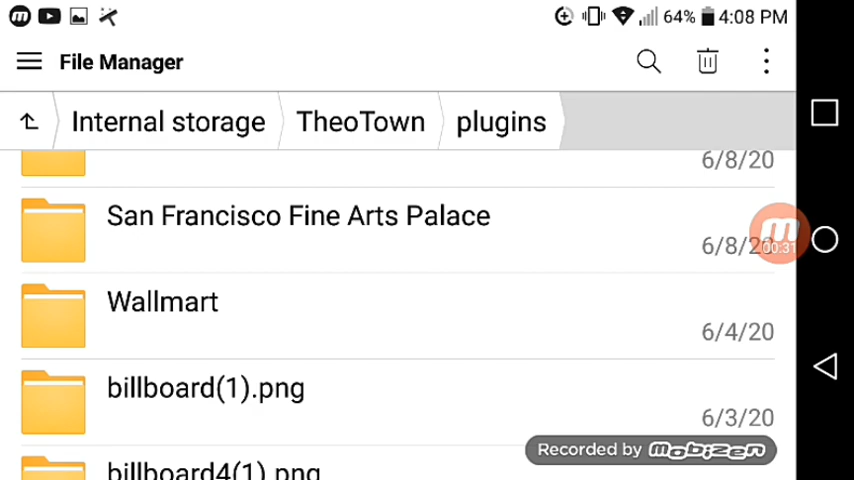 64% 4:08 PM
File Manager
Internal storage TheoTown plugins
6/8/20
San Francisco Fine Arts Palace
6/8/20
00:31
Wallmart
6/4/20
billboard(1).png
6/3/20
Recorded by mobizen
billboard4(1).png